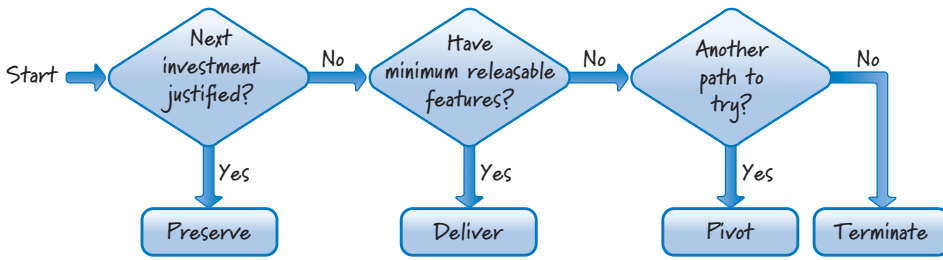 Start
Next
investment
justified?
No
Have
minimum releasable
features?
No
Another
path to
try?
No
Yes
Yes
Yes
Preserve
Deliver
Pivot
Terminate